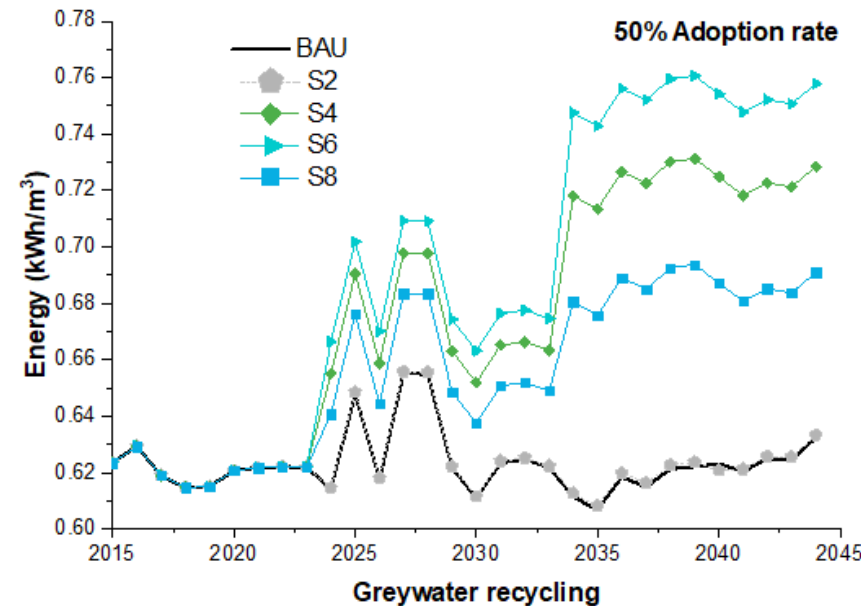 50% Adoption rate
BAU
S2
S4
S6
S8
Energy (kWh/m³)
0.78
0.76
0.74
0.72
0.70
0.68
0.66
0.64
0.62
0.60
2015 2020 2025 2030 2035 2040 2045
Greywater recycling